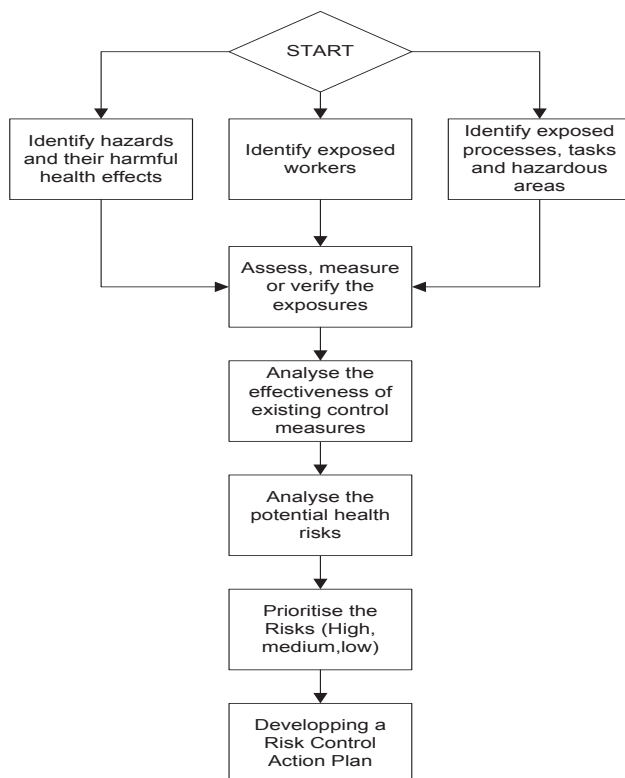 START
Identify hazards
and their harmful
health effects
Identify exposed
workers
Identify exposed
processes, tasks
and hazardous
areas
Assess, measure
or verify the
exposures
Analyse the
effectiveness of
existing control
measures
Analyse the
potential health
risks
Prioritise the
Risks (High,
medium,low)
Developping a
Risk Control
Action Plan